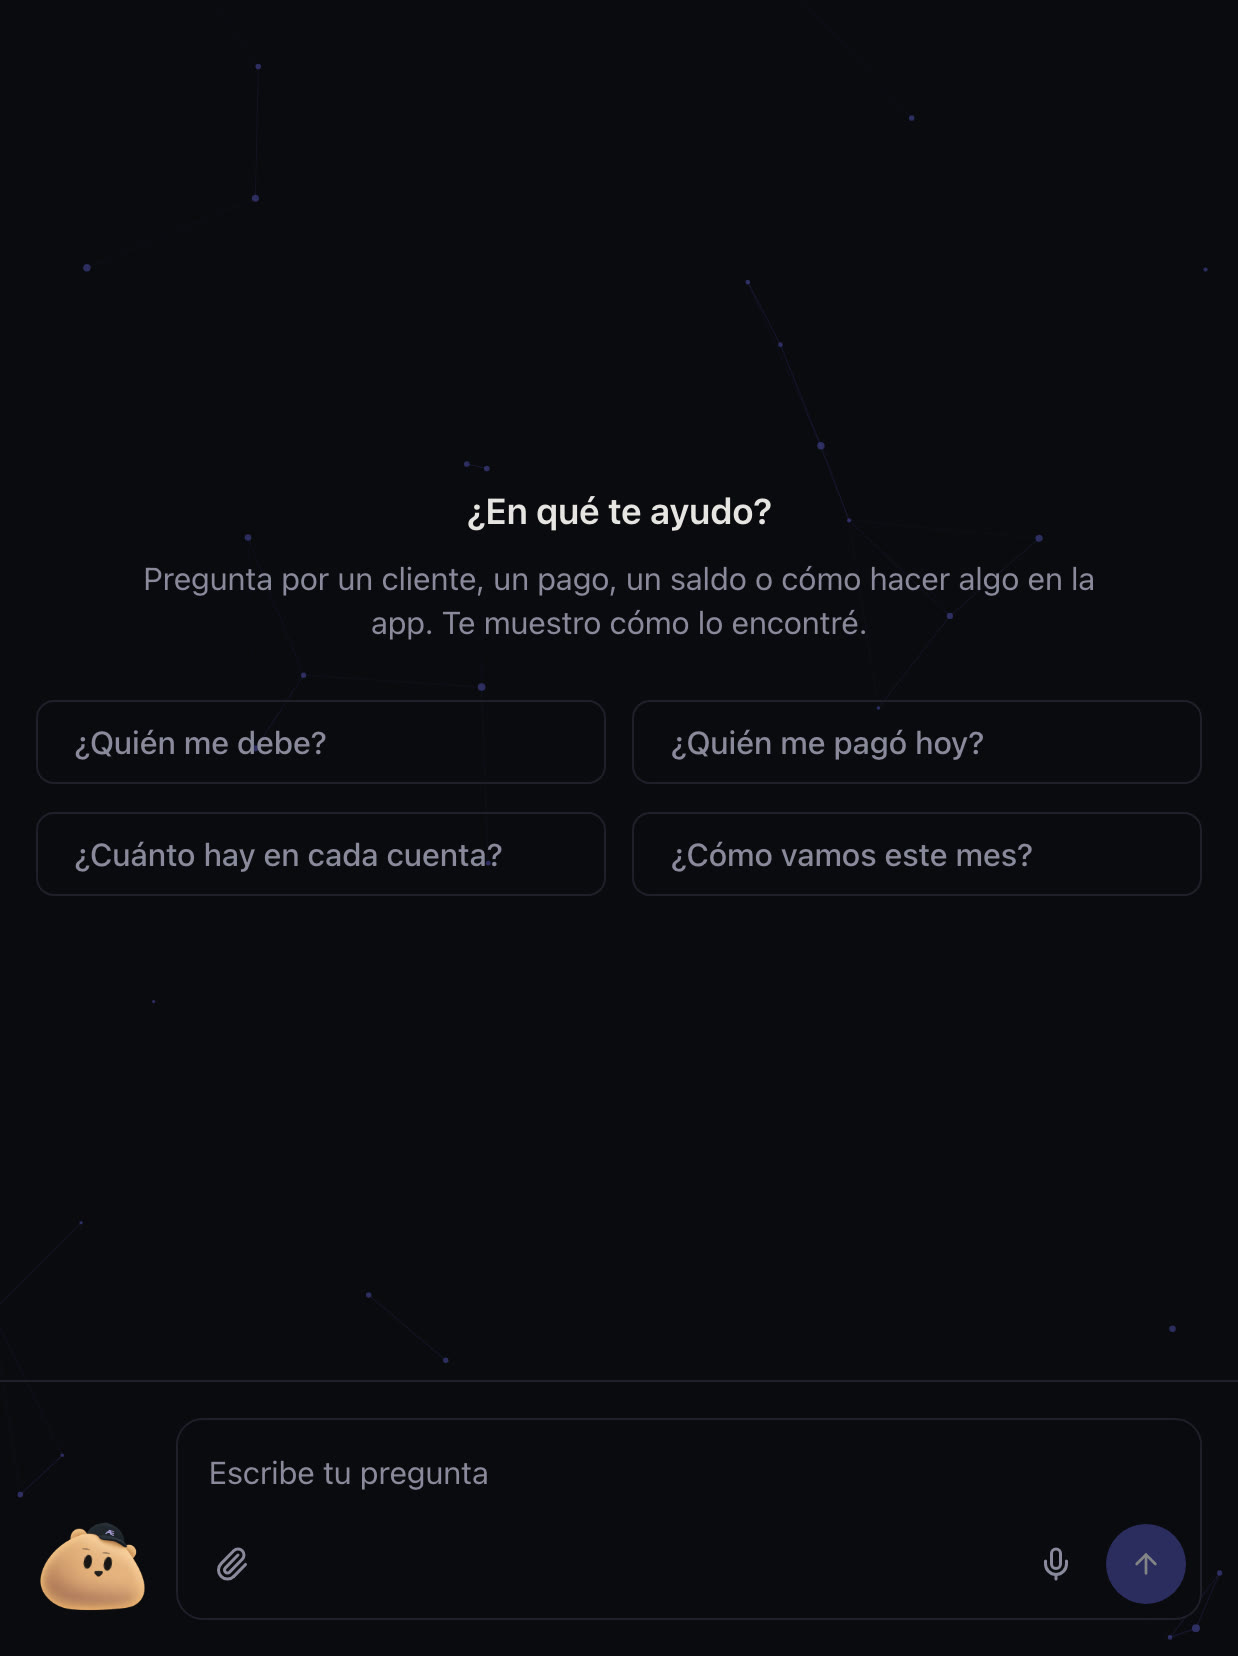 ¿En qué te ayudo?
Pregunta por un cliente, un pago, un saldo o cómo hacer algo en la
app. Te muestro cómo lo encontré.
¿Quién me debe?
¿Quién me pagó hoy?
¿Cuánto hay en cada cuenta?
¿Cómo vamos este mes?
Escribe tu pregunta